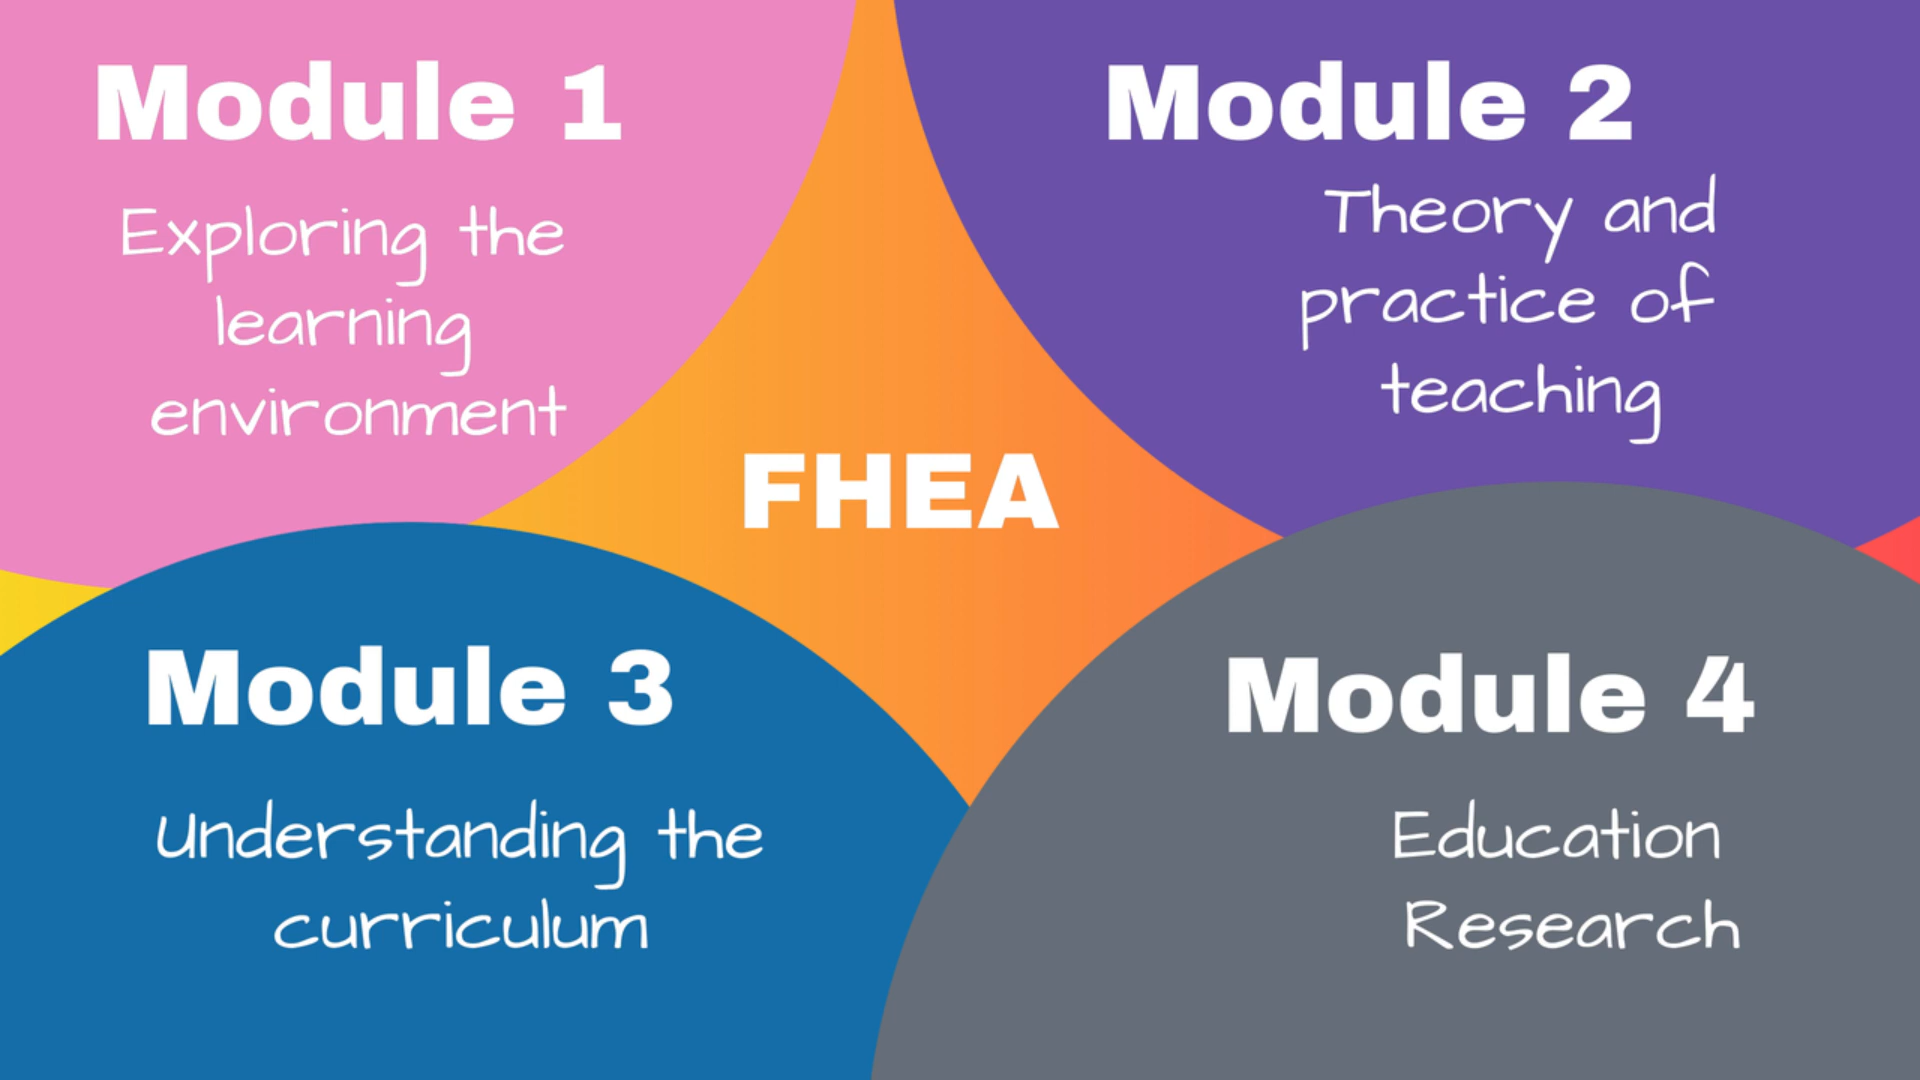 Module 1
Exploring the
learning
environment
Module 2
Theory and
practice of
teaching
FHEA
Module 3
Understanding the
curriculum
Module 4
Education
Research